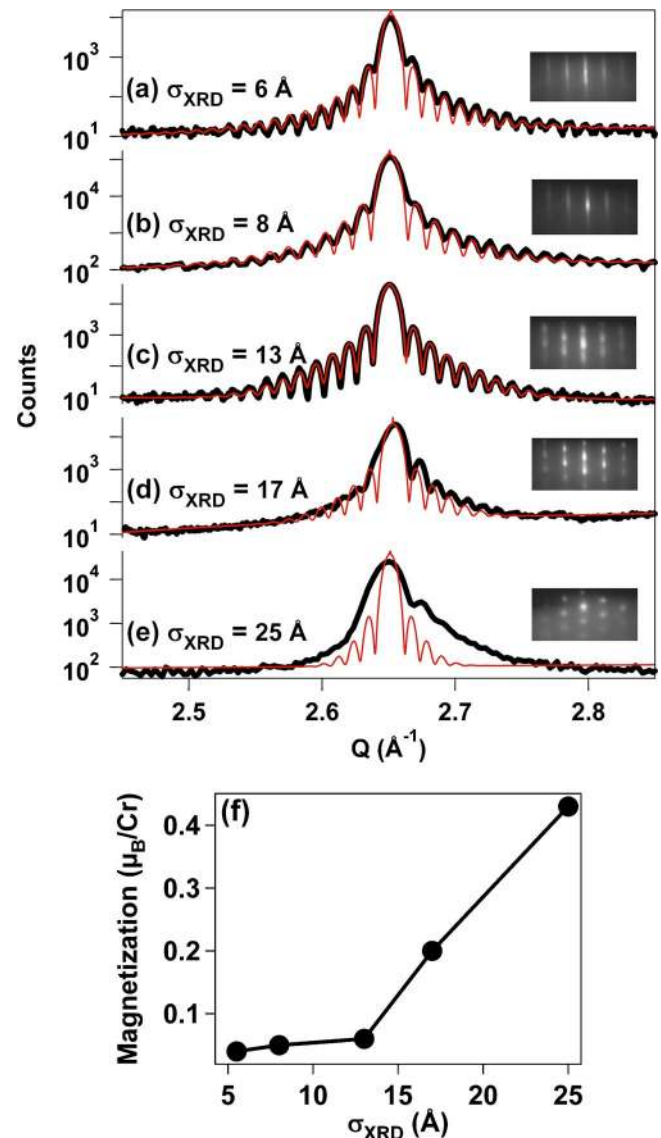 10³
(a) σXRD = 6 Å
10¹
10⁴
(b) σXRD = 8 Å
10²
10³
(c) σXRD = 13 Å
10¹
Counts
10³
(d) σXRD = 17 Å
10¹
10⁴
10³
(e) σXRD = 25 Å
10²
2.5 2.6 2.7 2.8
Q (Å⁻¹)
(f)
Magnetization (μB/Cr)
0.4
0.3
0.2
0.1
5 10 15 20 25
σXRD (Å)